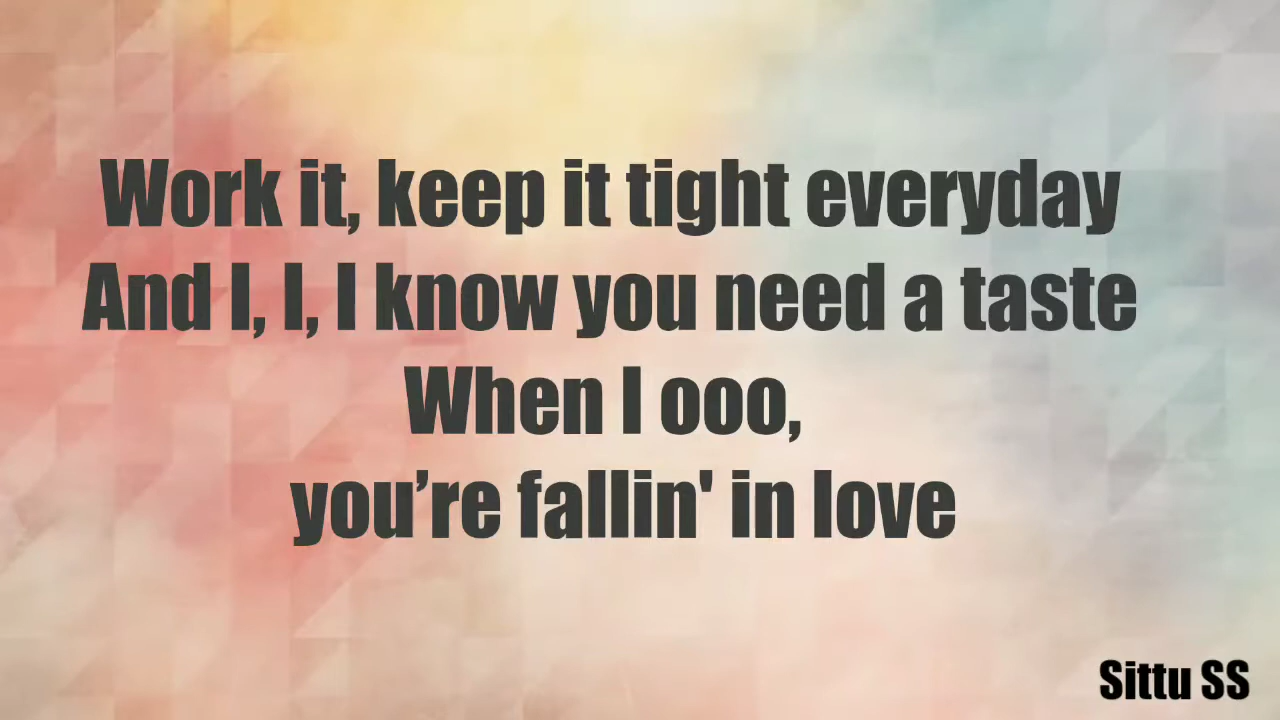 Work it, keep it tight everyday
And I, I, I know you need a taste
When I ooo,
you’re fallin' in love
Sittu SS